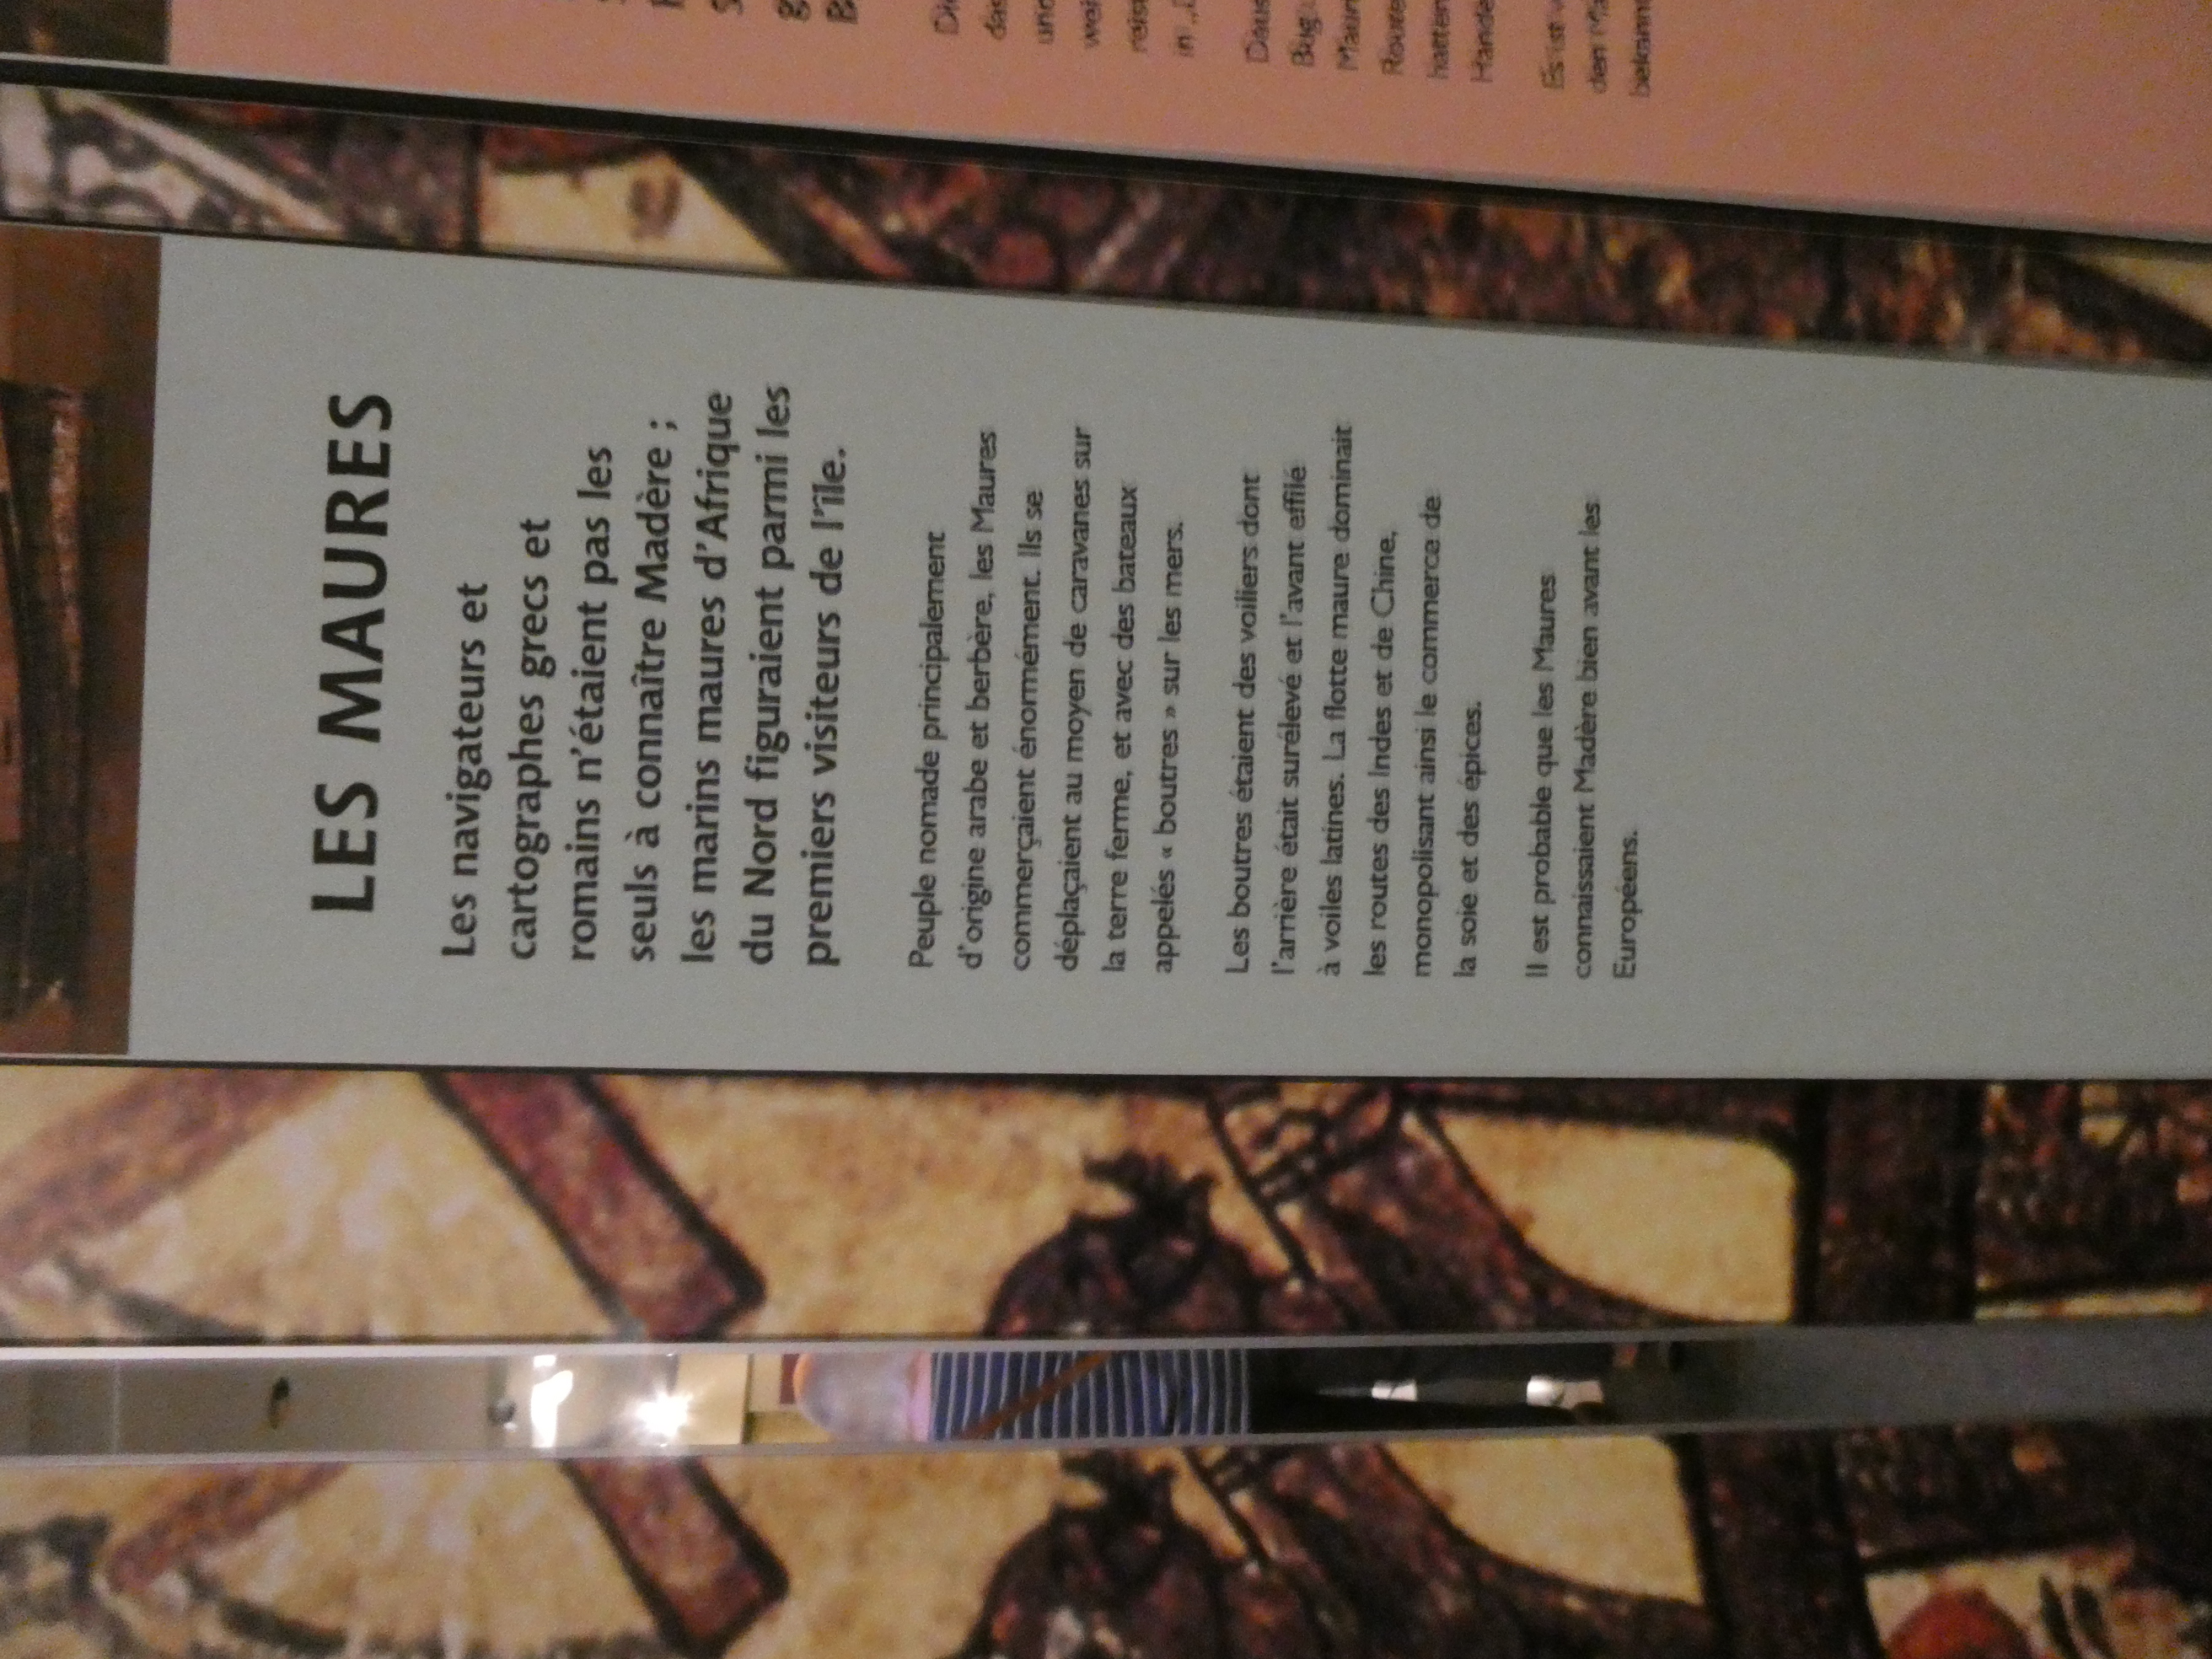 LES MAURES
Les navigateurs et
cartographes grecs et
romains n'étaient pas les
seuls à connaître Madère ;
les marins maures d'Afrique
du Nord figuraient parmi les
premiers visiteurs de l'île.
Peuple nomade principalement
d'origine arabe et berbère, les Maures
commerçaient énormément. Ils se
déplaçaient au moyen de caravanes sur
la terre ferme, et avec des bateaux
appelés « boutres » sur les mers.
Les boutres étaient des voiliers dont
l'arrière était surélevé et l'avant effilé
à voiles latines. La flotte maure dominait
les routes des Indes et de Chine,
monopolisant ainsi le commerce de
la soie et des épices.
Il est probable que les Maures
connaissaient Madère bien avant les
Européens.
in
Es ist
den